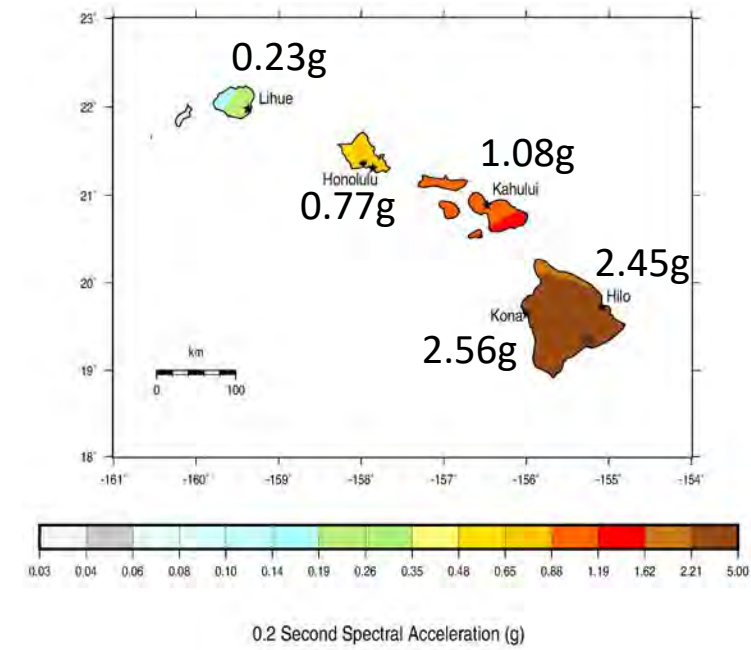 23°
0.23g
22°
Lihue
1.08g
21°
Honolulu
Kahului
0.77g
20°
2.45g
Hilo
Kona
2.56g
km
19°
0
100
18°
-161°
-160°
-159°
-158°
-157°
-156°
-155°
-154°
0.03 0.04 0.06 0.08 0.10 0.14 0.19 0.26 0.35 0.48 0.65 0.88 1.19 1.62 2.21 5.00
0.2 Second Spectral Acceleration (g)